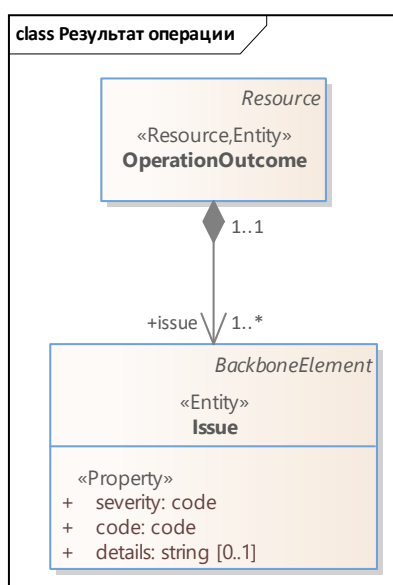 class Результат операции
Resource
«Resource,Entity»
OperationOutcome
1..1
+issue 1..*
BackboneElement
«Entity»
Issue
«Property»
+ severity: code
+ code: code
+ details: string [0..1]